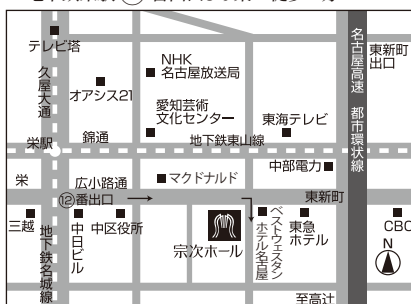 テレビ塔
NHK
名古屋放送局
名古屋高速 都市環状線
東新町
出口
久屋大通
オアシス21
愛知芸術
文化センター
東海テレビ
栄駅
錦通
地下鉄東山線
中部電力
栄
広小路通
マクドナルド
東新町
⑫番出口
三越
地下鉄名城線
中日ビル
中区役所
宗次ホール
ベストウェスタン
ホテル名古屋
東急
ホテル
CBC
N
至高辻